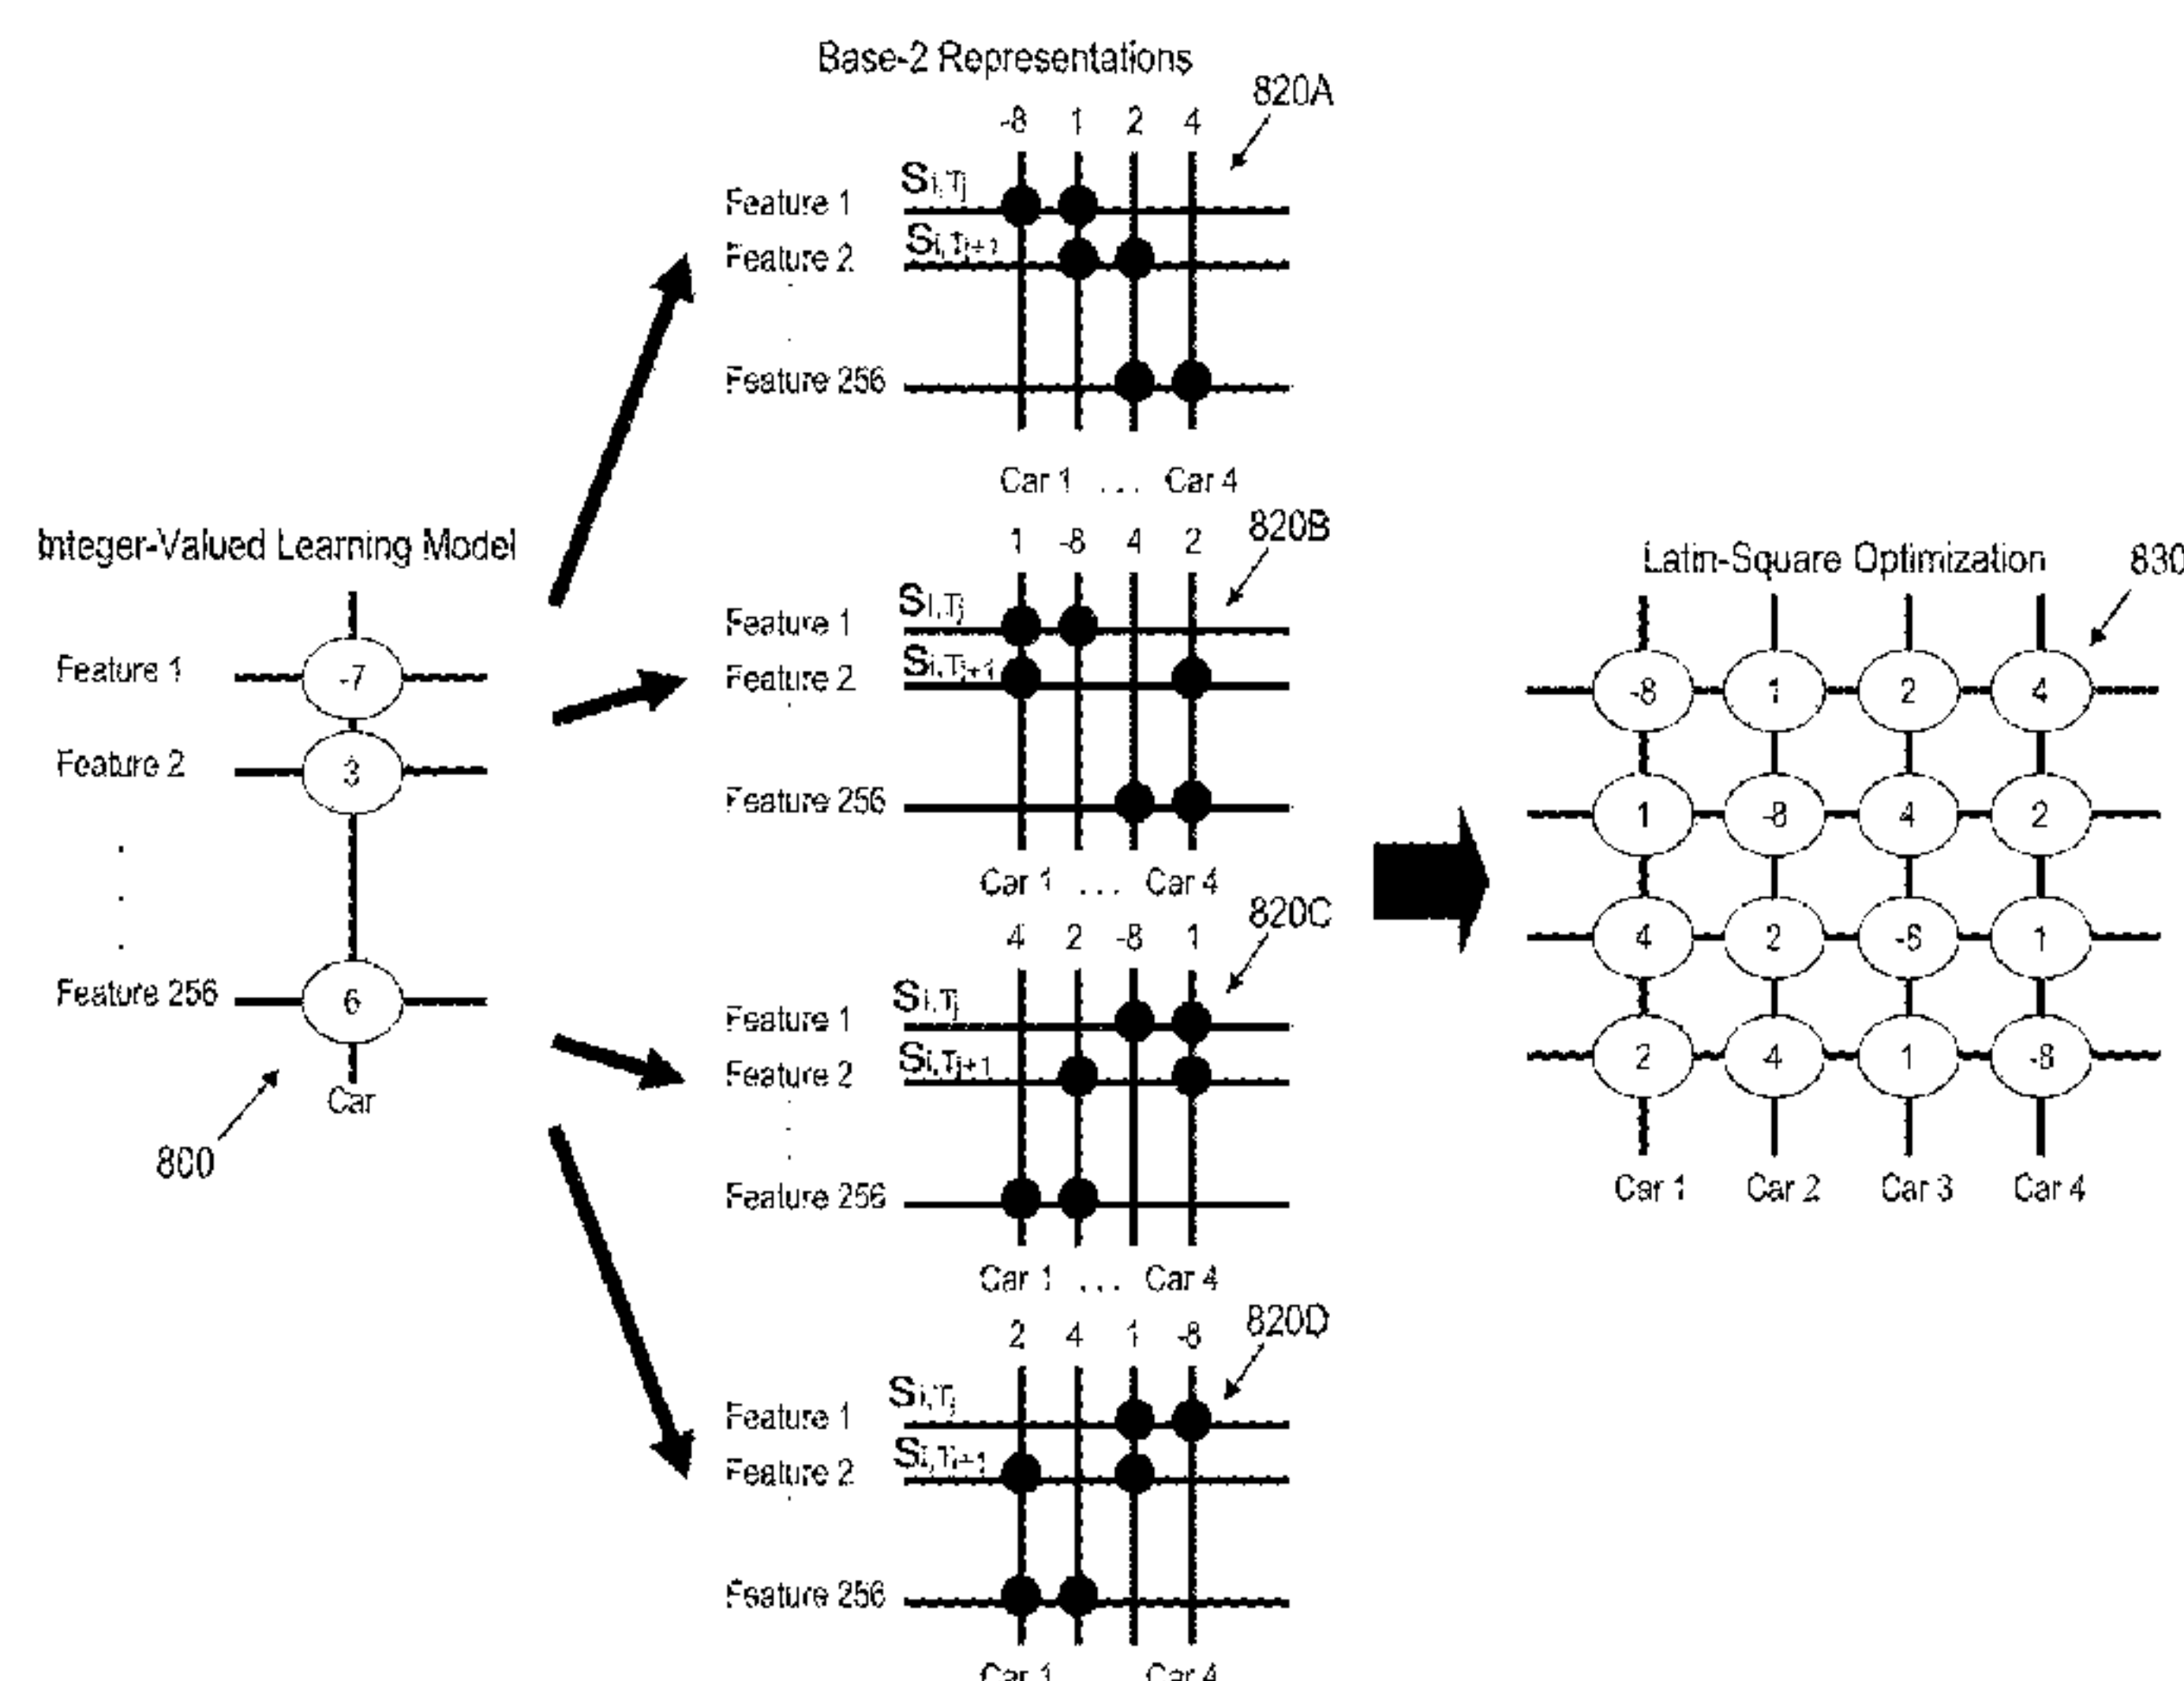 Base-2 Representations
820A
-8 1 2 4
Feature 1 Si,Tj
Feature 2 Si,Tj+1
Feature 256
Car 1 ... Car 4
820B
1 -8 4 2
Feature 1 Si,Tj
Feature 2 Si,Tj+1
Feature 256
Car 1 ... Car 4
820C
4 2 -8 1
Feature 1 Si,Tj
Feature 2 Si,Tj+1
Feature 256
Car 1 ... Car 4
820D
2 4 1 -8
Feature 1 Si,Tj
Feature 2 Si,Tj+1
Feature 256
Car 1 Car 4
Integer-Valued Learning Model
Feature 1 -7
Feature 2 3
Feature 256 6
Car
800
Latin-Square Optimization
830
-8 1 2 4
1 -8 4 2
4 2 -8 1
2 4 1 -8
Car 1 Car 2 Car 3 Car 4